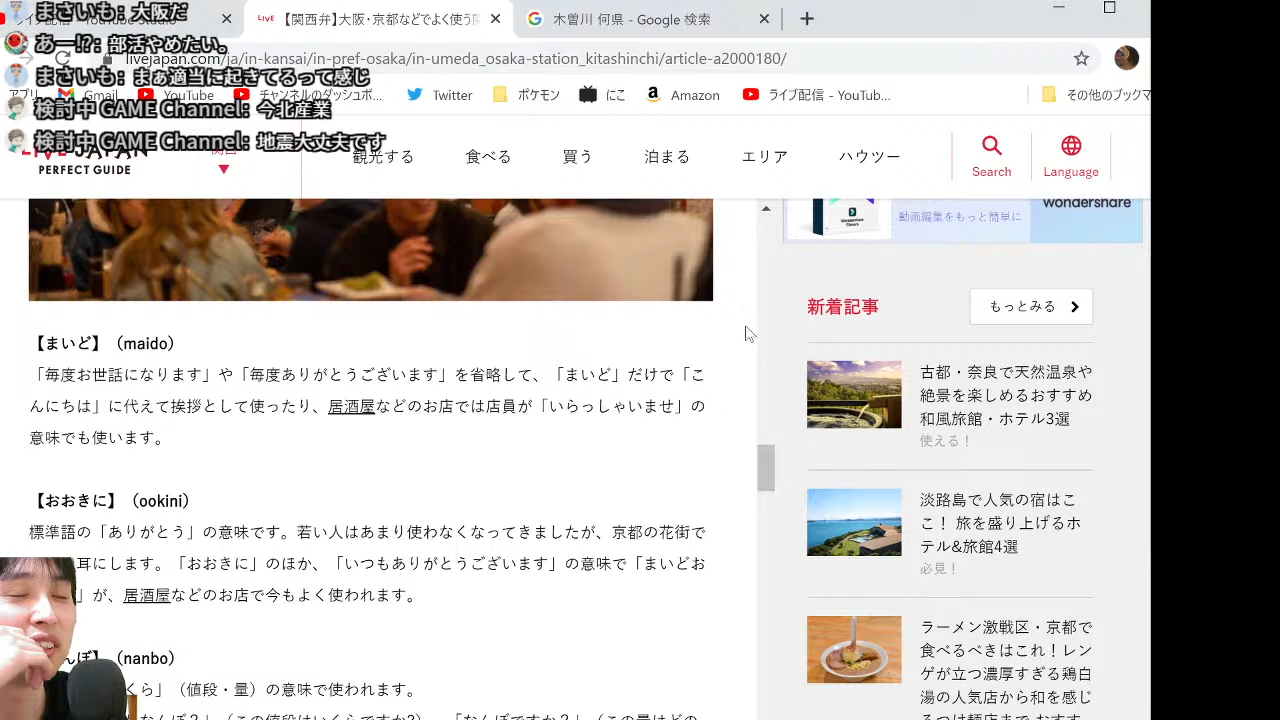 まさいも: 大阪だ
あー!?: 部活やめたい。
まさいも: まぁ適当に起きてるって感じ
検討中 GAME Channel: 今北産業
検討中 GAME Channel: 地震大丈夫です
LIVE 【関西弁】大阪・京都などでよく使う
木曽川 何県 - Google 検索
livejapan.com/ja/in-kansai/in-pref-osaka/in-umeda_osaka-station_kitashinchi/article-a2000180/
Gmail
YouTube
チャンネルのダッシュボ...
Twitter
ポケモン
にこ
Amazon
ライブ配信 - YouTub...
その他のブックマ
PERFECT GUIDE
観光する
食べる
買う
泊まる
エリア
ハウツー
Search
Language
動画編集をもっと簡単に
wondershare
【まいど】（maido）
「毎度お世話になります」や「毎度ありがとうございます」を省略して、「まいど」だけで「こ
んにちは」に代えて挨拶として使ったり、居酒屋などのお店では店員が「いらっしゃいませ」の
意味でも使います。
【おおきに】（ookini）
標準語の「ありがとう」の意味です。若い人はあまり使わなくなってきましたが、京都の花街で
耳にします。「おおきに」のほか、「いつもありがとうございます」の意味で「まいどお
」が、居酒屋などのお店で今もよく使われます。
んぼ】（nanbo）
くら」（値段・量）の意味で使われます。
新着記事
もっとみる
古都・奈良で天然温泉や
絶景を楽しめるおすすめ
和風旅館・ホテル3選
使える！
淡路島で人気の宿はこ
こ！ 旅を盛り上げるホ
テル&旅館4選
必見！
ラーメン激戦区・京都で
食べるべきはこれ！レン
ゲが立つ濃厚すぎる鶏白
湯の人気店から和を感じ